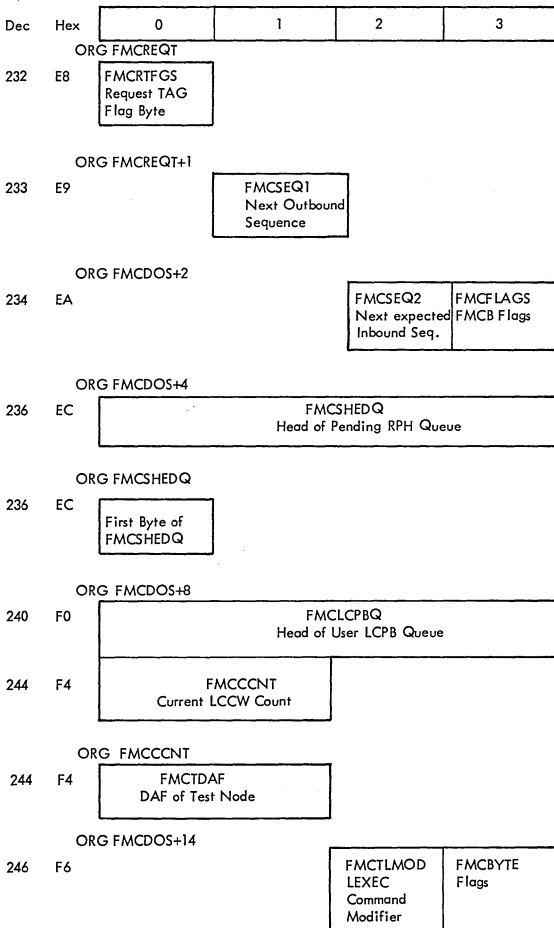 Dec Hex 0 1 2 3
ORG FMCREQT
232 E8 FMCRTFGS
Request TAG
Flag Byte
ORG FMCREQT+1
233 E9 FMCSEQ1
Next Outbound
Sequence
ORG FMCDOS+2
234 EA FMCSEQ2 FMCFLAGS
Next expected FMCB Flags
Inbound Seq.
ORG FMCDOS+4
236 EC FMCSHEDQ
Head of Pending RPH Queue
ORG FMCSHEDQ
236 EC
First Byte of
FMCSHEDQ
ORG FMCDOS+8
240 F0 FMCLCPBQ
Head of User LCPB Queue
244 F4 FMCCCNT
Current LCCW Count
ORG FMCCCNT
244 F4 FMCTDAF
DAF of Test Node
ORG FMCDOS+14
246 F6 FMCTLMOD FMCBYTE
LEXEC Flags
Command
Modifier